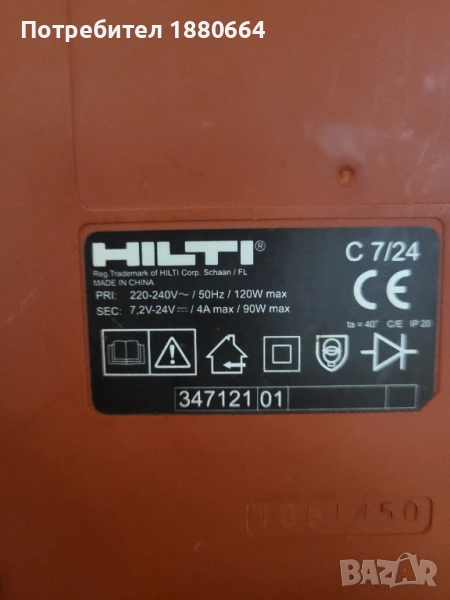 Потребител 1880664
HILTI®
C 7/24
Reg. Trademark of HILTI Corp. Schaan / FL
MADE IN CHINA
PRI: 220-240V~ / 50Hz / 120W max
SEC: 7,2V-24V⎓ / 4A max / 90W max
CE
ta = 40° C/E IP 20
347121 01
BAZAR